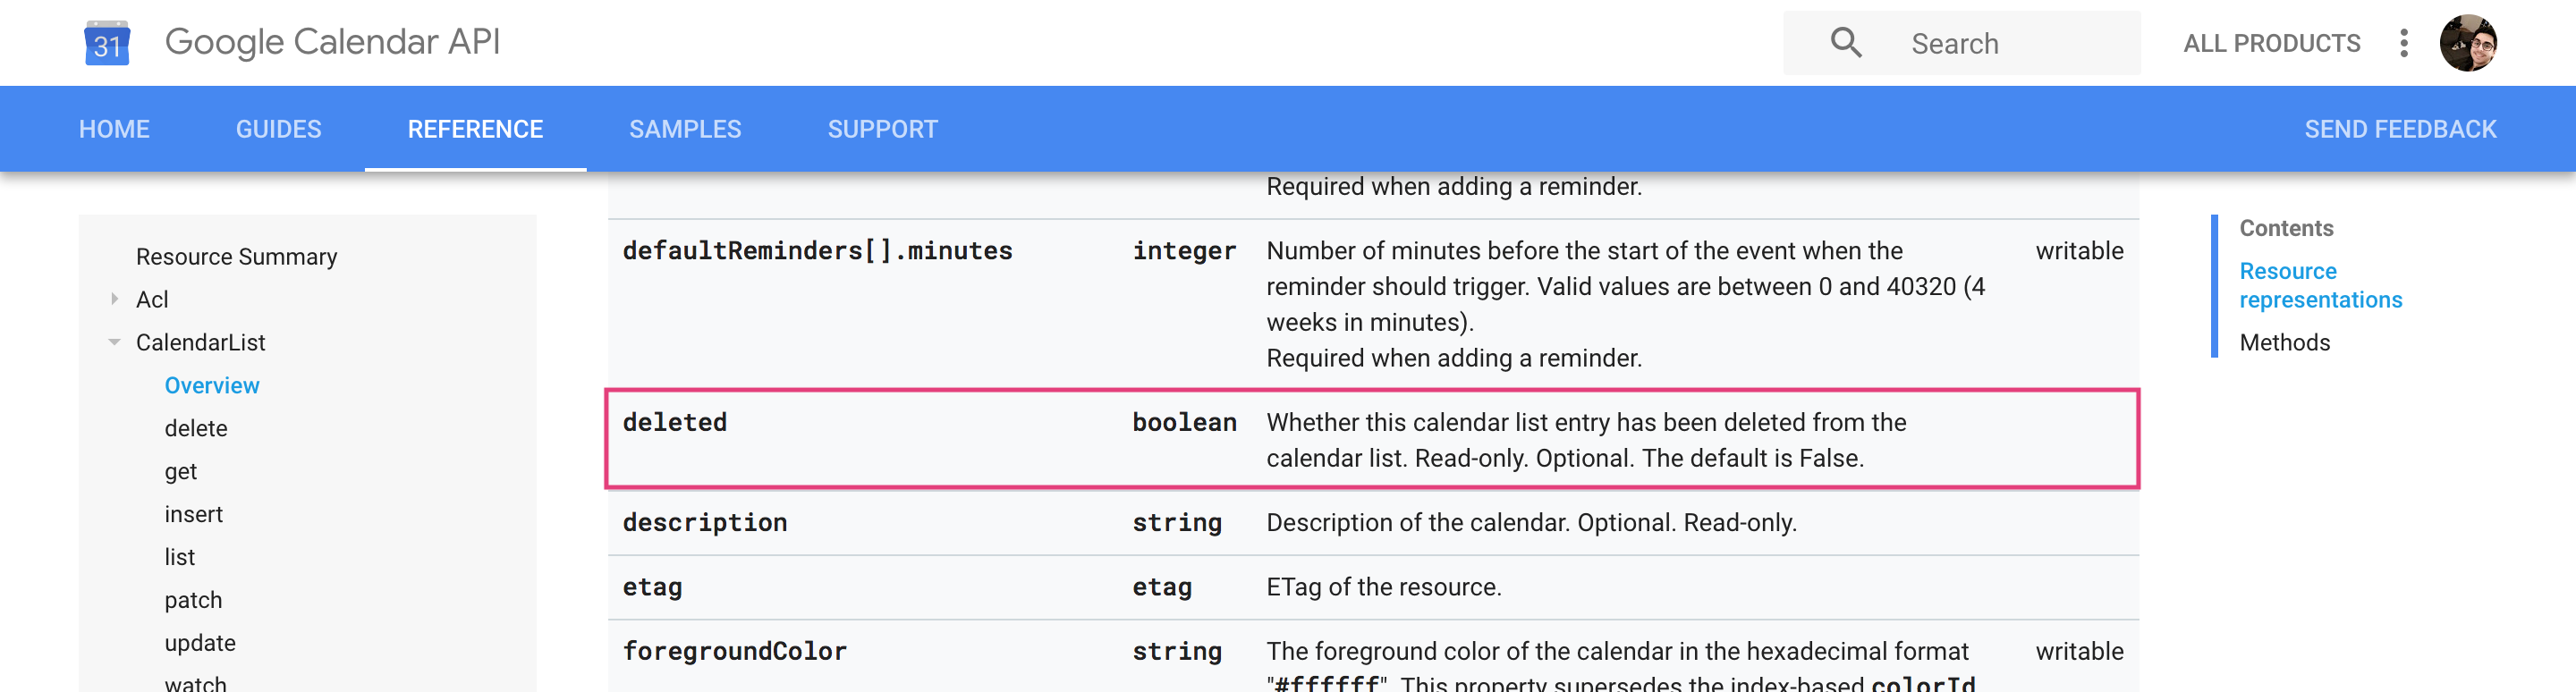 31 Google Calendar API
Search
ALL PRODUCTS
HOME GUIDES REFERENCE SAMPLES SUPPORT SEND FEEDBACK
Resource Summary
Acl
CalendarList
Overview
delete
get
insert
list
patch
update
watch
Required when adding a reminder.
defaultReminders[].minutes integer Number of minutes before the start of the event when the writable
reminder should trigger. Valid values are between 0 and 40320 (4
weeks in minutes).
Required when adding a reminder.
deleted boolean Whether this calendar list entry has been deleted from the
calendar list. Read-only. Optional. The default is False.
description string Description of the calendar. Optional. Read-only.
etag etag ETag of the resource.
foregroundColor string The foreground color of the calendar in the hexadecimal format writable
"#ffffff". This property supersedes the index-based colorId
Contents
Resource
representations
Methods